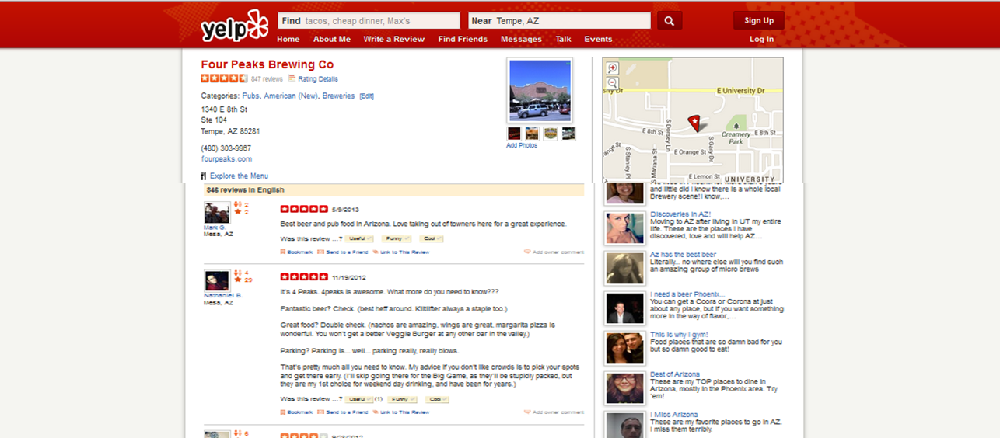 yelp
Find tacos, cheap dinner, Max's
Near Tempe, AZ
Sign Up
Home About Me Write a Review Find Friends Messages Talk Events
Log In
Four Peaks Brewing Co
847 reviews Rating Details
Categories: Pubs, American (New), Breweries [Edit]
1340 E 8th St
Ste 104
Tempe, AZ 85281
(480) 303-9967
fourpeaks.com
Explore the Menu
Add Photos
sity Dr
E University Dr
E 8th St
S Dorsey Ln
Creamery
Park
E 8th St
ange St
S Stanley Pl
S Mariana St
E Orange St
S Gary Dr
E Lemon St
UNIVERSITY
846 reviews in English
2
2
Mark G.
Mesa, AZ
5/9/2013
Best beer and pub food in Arizona. Love taking out of towners here for a great experience.
Was this review ...? Useful Funny Cool
Bookmark Send to a Friend Link to This Review Add owner comment
4
29
Nathaniel B.
Mesa, AZ
11/19/2012
It's 4 Peaks. 4peaks is awesome. What more do you need to know???
Fantastic beer? Check. (best heff around. Kiltlifter always a staple too.)
Great food? Double check. (nachos are amazing, wings are great, margarita pizza is
wonderful. You won't get a better Veggie Burger at any other bar in the valley.)
Parking? Parking is... well... parking really, really blows.
That's pretty much all you need to know. My advice if you don't like crowds is to pick your spots
and get there early. (I'll skip going there for the Big Game, as they'll be stupidly packed, but
they are my 1st choice for weekend day drinking, and have been for years.)
Was this review ...? Useful (1) Funny Cool
Bookmark Send to a Friend Link to This Review Add owner comment
6
9/28/2012
and little did I know there is a whole local
Brewery scene!I know,...
Discoveries in AZ!
Moving to AZ after living in UT my entire
life. These are the places I have
discovered, love and will help AZ...
Az has the best beer
Literally... no where else will you find such
an amazing group of micro brews
I need a beer Phoenix...
You can get a Coors or Corona at just
about any place, but if you want something
more in the way of flavor,...
This is why I gym!
Food places that are so damn bad for you
but so damn good to eat!
Best of Arizona
These are my TOP places to dine in
Arizona, mostly in the Phoenix area. Try
'em!
I Miss Arizona
These are my favorite places to go in AZ.
I miss them terribly.